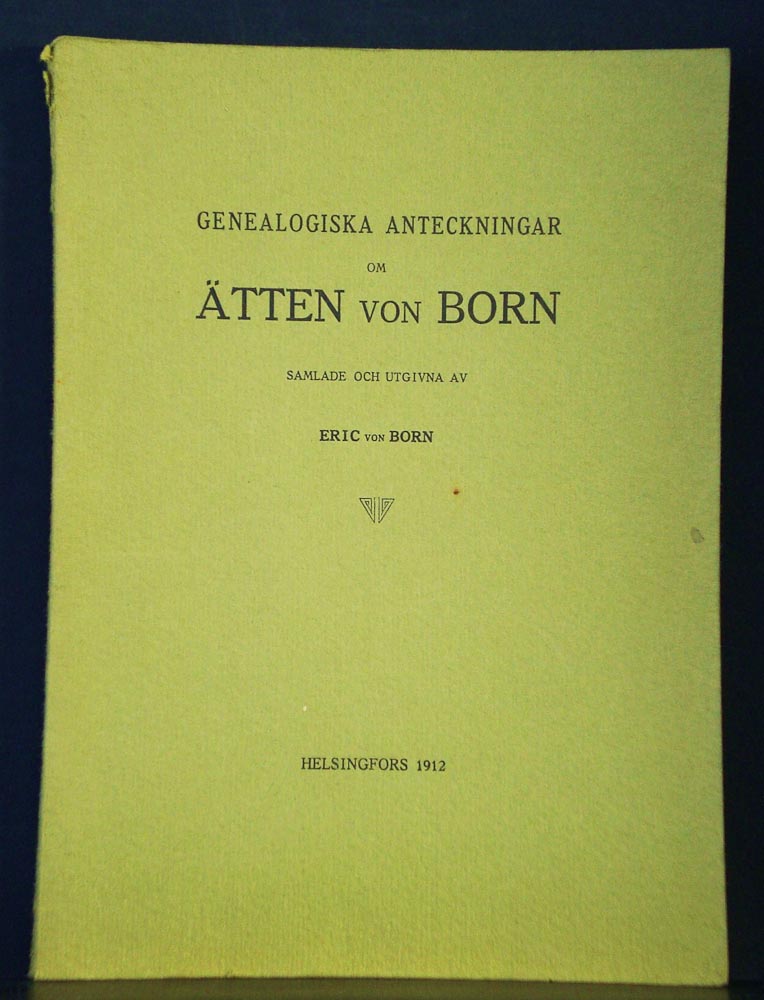 GENEALOGISKA ANTECKNINGAR
OM
ÄTTEN VON BORN
SAMLADE OCH UTGIVNA AV
ERIC VON BORN
HELSINGFORS 1912